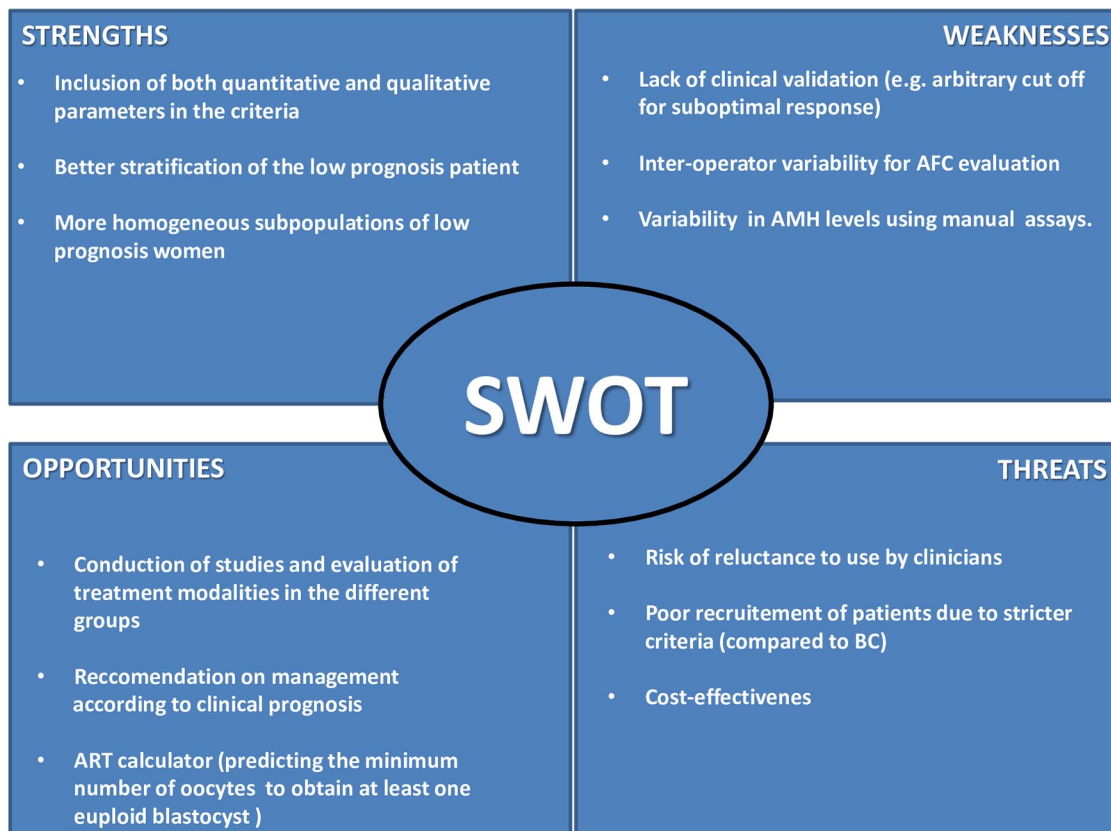 STRENGTHS
• Inclusion of both quantitative and qualitative
parameters in the criteria
• Better stratification of the low prognosis patient
• More homogeneous subpopulations of low
prognosis women
WEAKNESSES
• Lack of clinical validation (e.g. arbitrary cut off
for suboptimal response)
• Inter-operator variability for AFC evaluation
• Variability in AMH levels using manual assays.
SWOT
OPPORTUNITIES
• Conduction of studies and evaluation of
treatment modalities in the different
groups
• Reccomendation on management
according to clinical prognosis
• ART calculator (predicting the minimum
number of oocytes to obtain at least one
euploid blastocyst )
THREATS
• Risk of reluctance to use by clinicians
• Poor recruitement of patients due to stricter
criteria (compared to BC)
• Cost-effectivenes